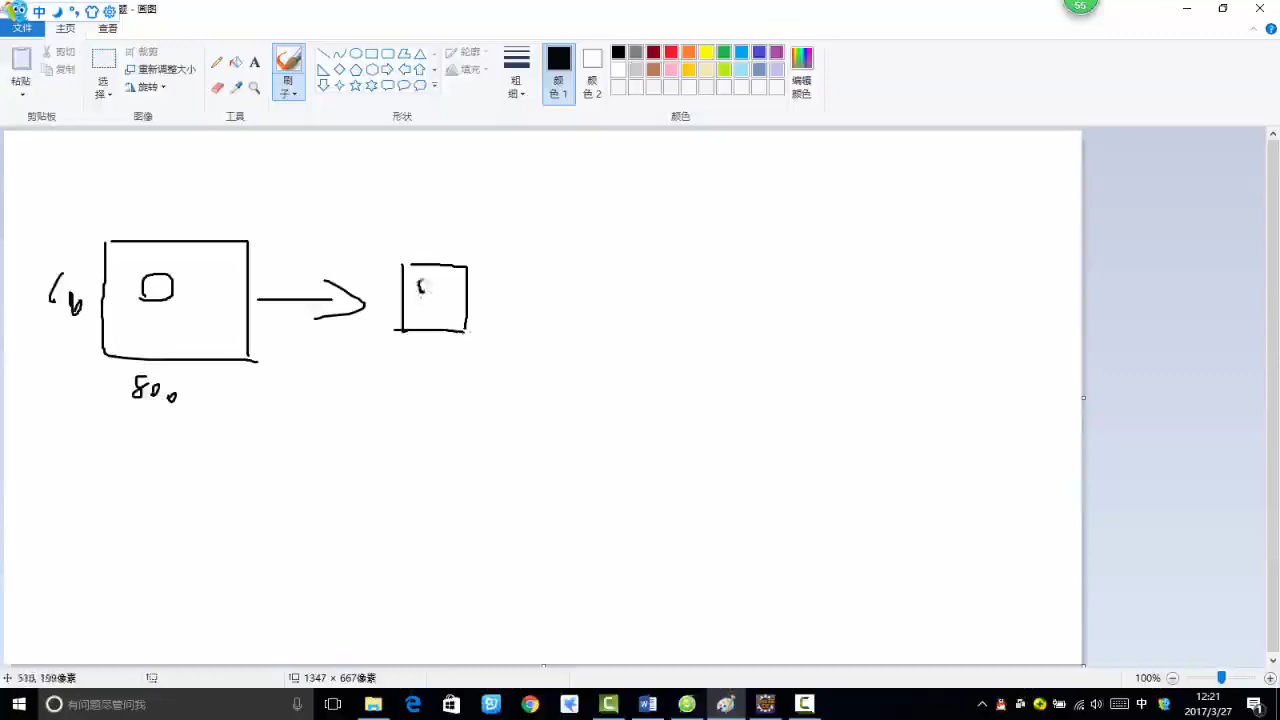 中
题 - 画图
55
文件
主页
查看
粘贴
剪切
复制
剪贴板
选择
裁剪
重新调整大小
旋转
图像
A
工具
刷子
形状
轮廓
填充
粗细
颜色 1
颜色 2
编辑颜色
颜色
800
1347 × 667像素
100%
有问题尽管问我
中
12:21
2017/3/27